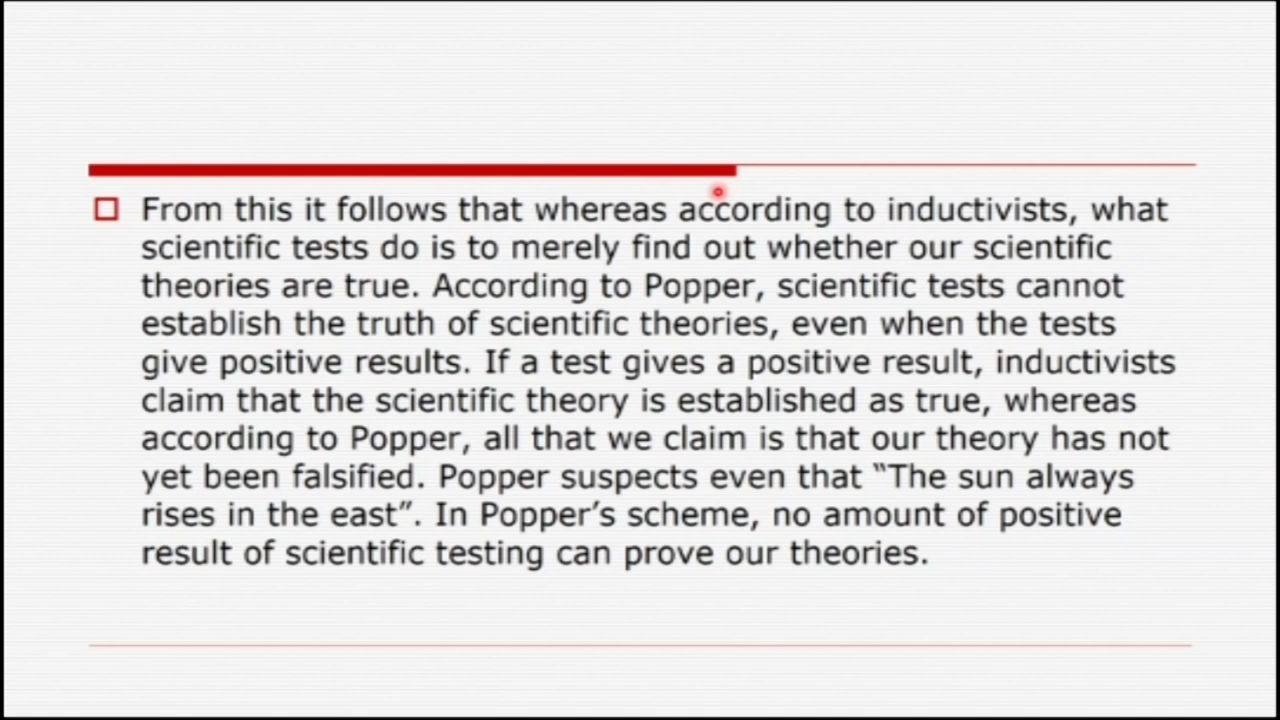 From this it follows that whereas according to inductivists, what
scientific tests do is to merely find out whether our scientific
theories are true. According to Popper, scientific tests cannot
establish the truth of scientific theories, even when the tests
give positive results. If a test gives a positive result, inductivists
claim that the scientific theory is established as true, whereas
according to Popper, all that we claim is that our theory has not
yet been falsified. Popper suspects even that “The sun always
rises in the east”. In Popper’s scheme, no amount of positive
result of scientific testing can prove our theories.